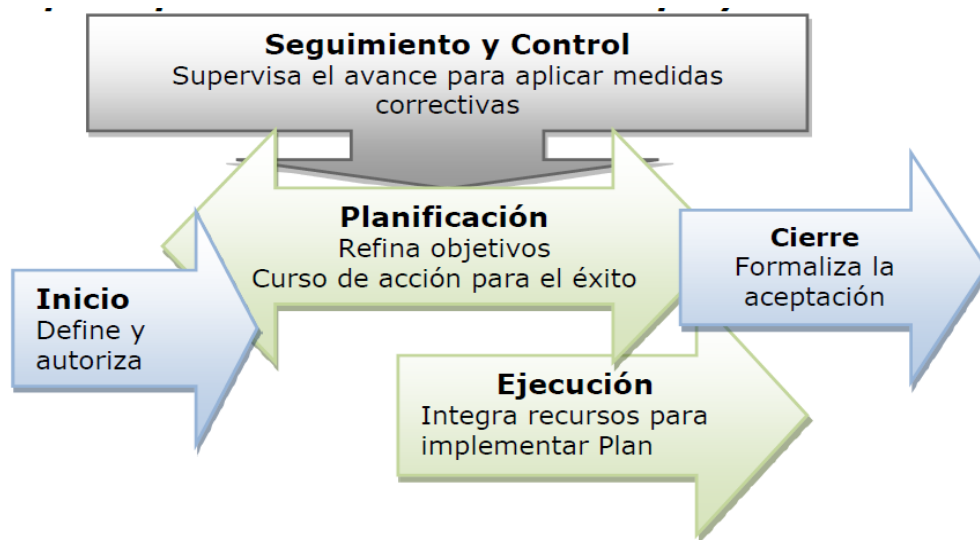 Seguimiento y Control
Supervisa el avance para aplicar medidas
correctivas
Planificación
Refina objetivos
Curso de acción para el éxito
Inicio
Define y
autoriza
Cierre
Formaliza la
aceptación
Ejecución
Integra recursos para
implementar Plan